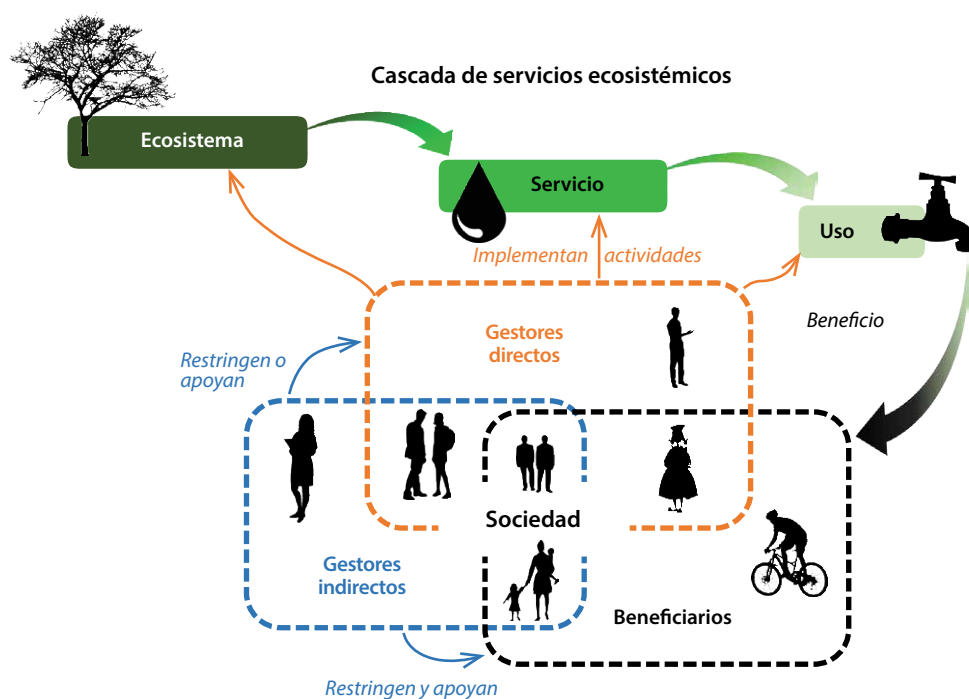 Cascada de servicios ecosistémicos
Ecosistema
Servicio
Uso
Implementan actividades
Beneficio
Gestores
directos
Restringen o
apoyan
Sociedad
Gestores
indirectos
Beneficiarios
Restringen y apoyan